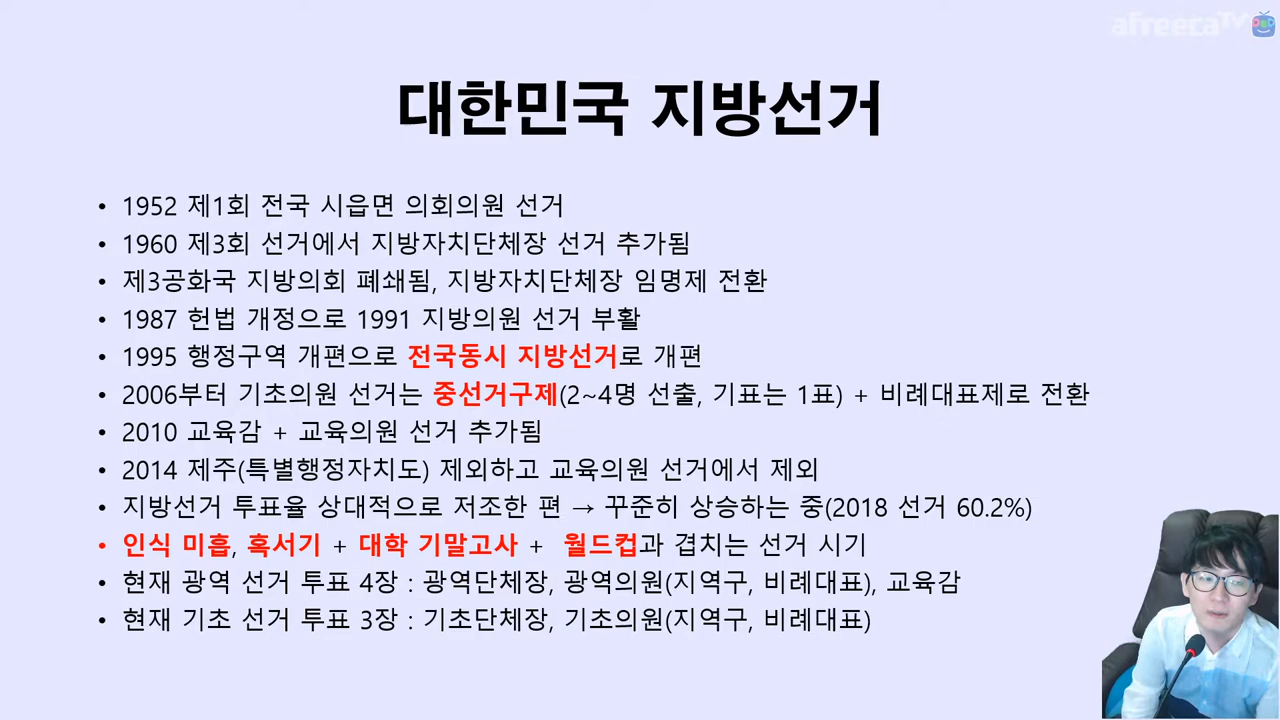 afreecaTV
대한민국 지방선거
• 1952 제1회 전국 시읍면 의회의원 선거
• 1960 제3회 선거에서 지방자치단체장 선거 추가됨
• 제3공화국 지방의회 폐쇄됨, 지방자치단체장 임명제 전환
• 1987 헌법 개정으로 1991 지방의원 선거 부활
• 1995 행정구역 개편으로 전국동시 지방선거로 개편
• 2006부터 기초의원 선거는 중선거구제(2~4명 선출, 기표는 1표) + 비례대표제로 전환
• 2010 교육감 + 교육의원 선거 추가됨
• 2014 제주(특별행정자치도) 제외하고 교육의원 선거에서 제외
• 지방선거 투표율 상대적으로 저조한 편 → 꾸준히 상승하는 중(2018 선거 60.2%)
• 인식 미흡, 혹서기 + 대학 기말고사 + 월드컵과 겹치는 선거 시기
• 현재 광역 선거 투표 4장 : 광역단체장, 광역의원(지역구, 비례대표), 교육감
• 현재 기초 선거 투표 3장 : 기초단체장, 기초의원(지역구, 비례대표)